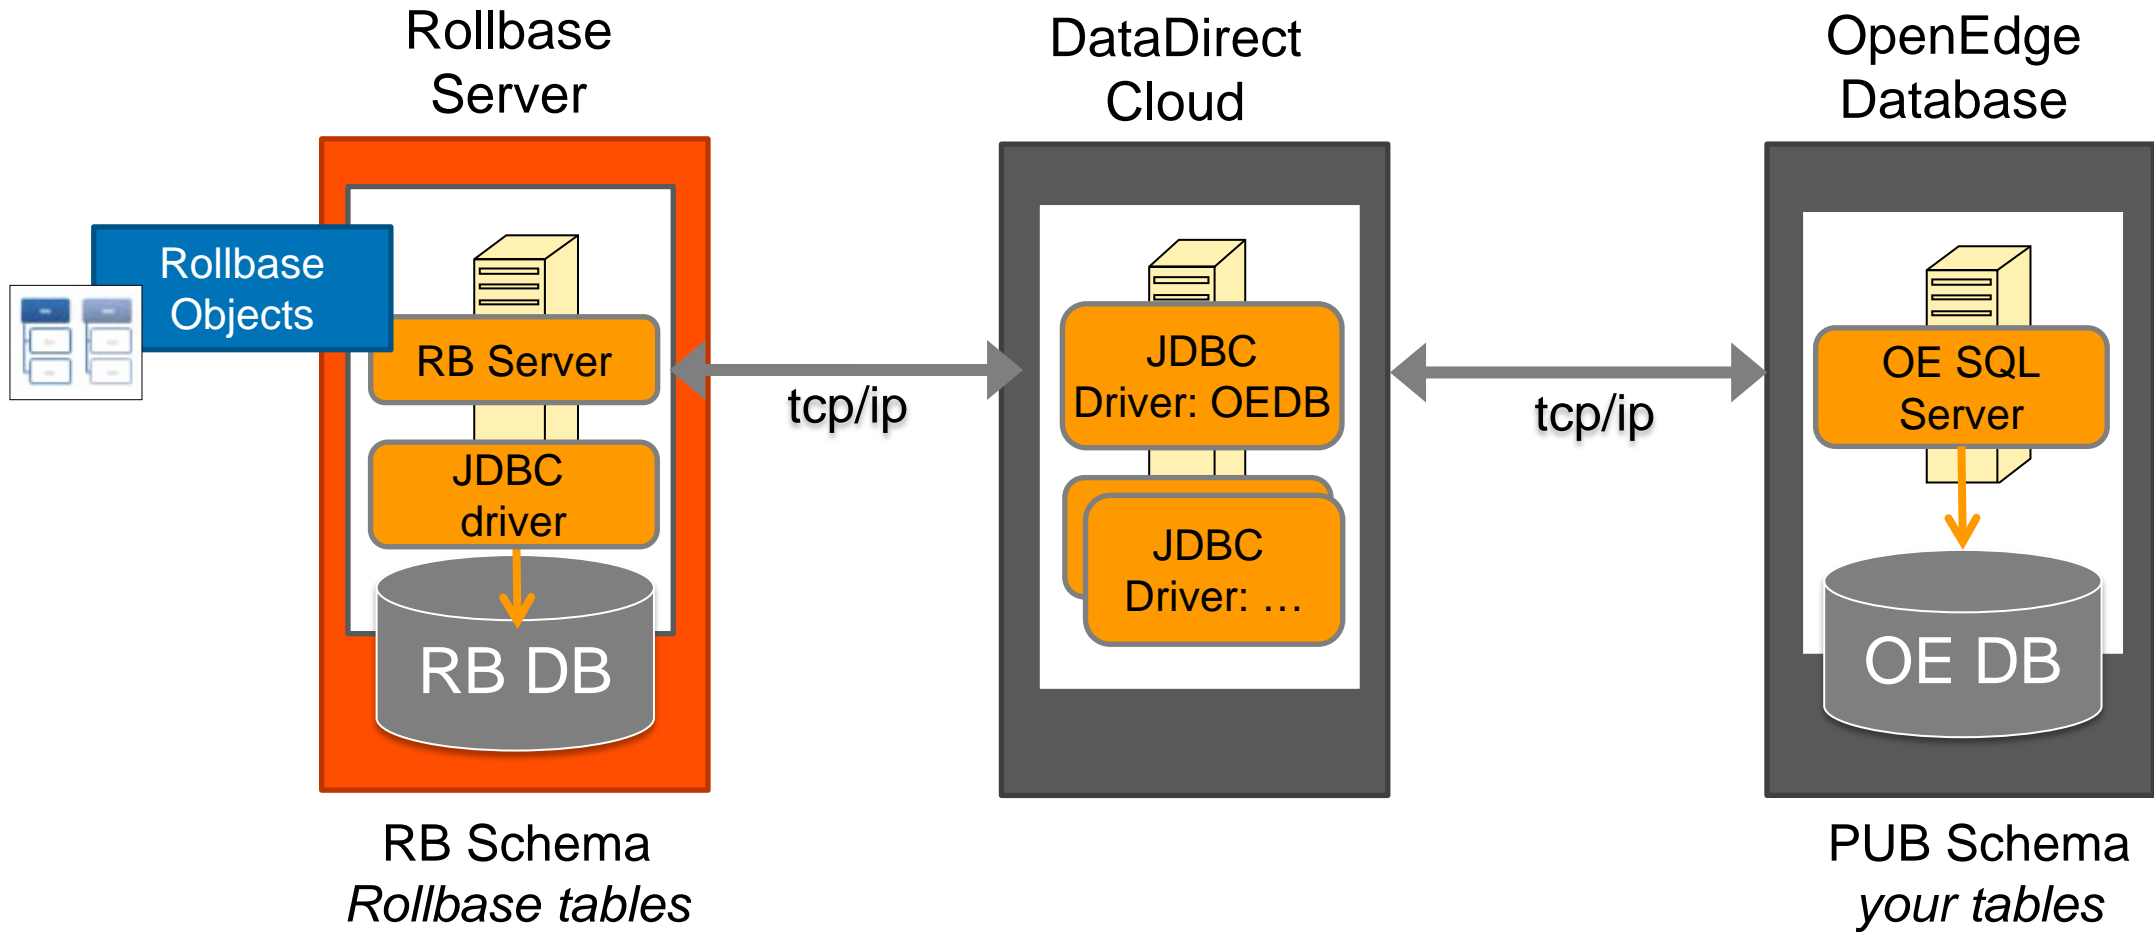 Rollbase
Server
DataDirect
Cloud
OpenEdge
Database
Rollbase
Objects
RB Server
JDBC
driver
RB DB
tcp/ip
JDBC
Driver: OEDB
JDBC
Driver: …
tcp/ip
OE SQL
Server
OE DB
RB Schema
Rollbase tables
PUB Schema
your tables